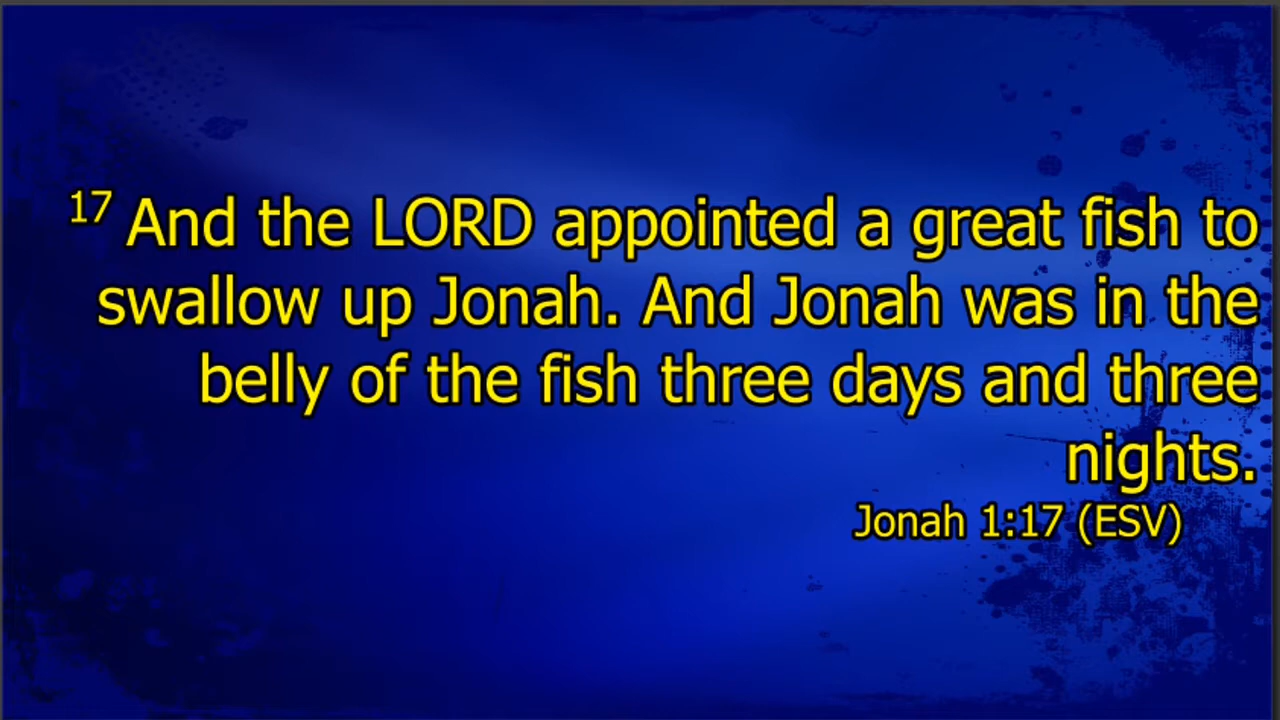 17 And the LORD appointed a great fish to
swallow up Jonah. And Jonah was in the
belly of the fish three days and three
nights.
Jonah 1:17 (ESV)